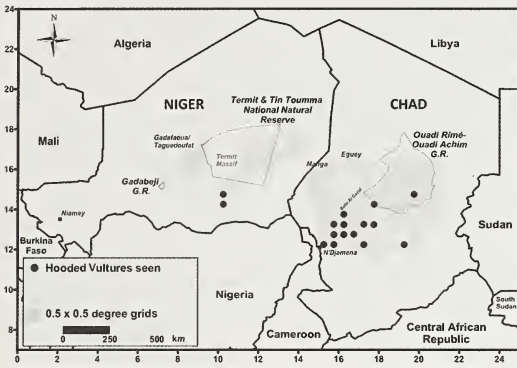 24
22
20
18
16
14
12
10
8
N
Algeria
Libya
NIGER
CHAD
Termit & Tin Toumma
National Natural
Reserve
Ouadi Rimé-
Ouadi Achim
G.R.
Mali
Gadalaoua/
Termit
Massif
Manga
Eguey
Gadabeji
G.R.
Niamey
N'Djamena
Sudan
Burkina
Faso
Hooded Vultures seen
0.5 x 0.5 degree grids
0 250 500 km
Nigeria
Cameroon
Central African
Republic
South
Sudan
0 2 4 6 8 10 12 14 16 18 20 22 24